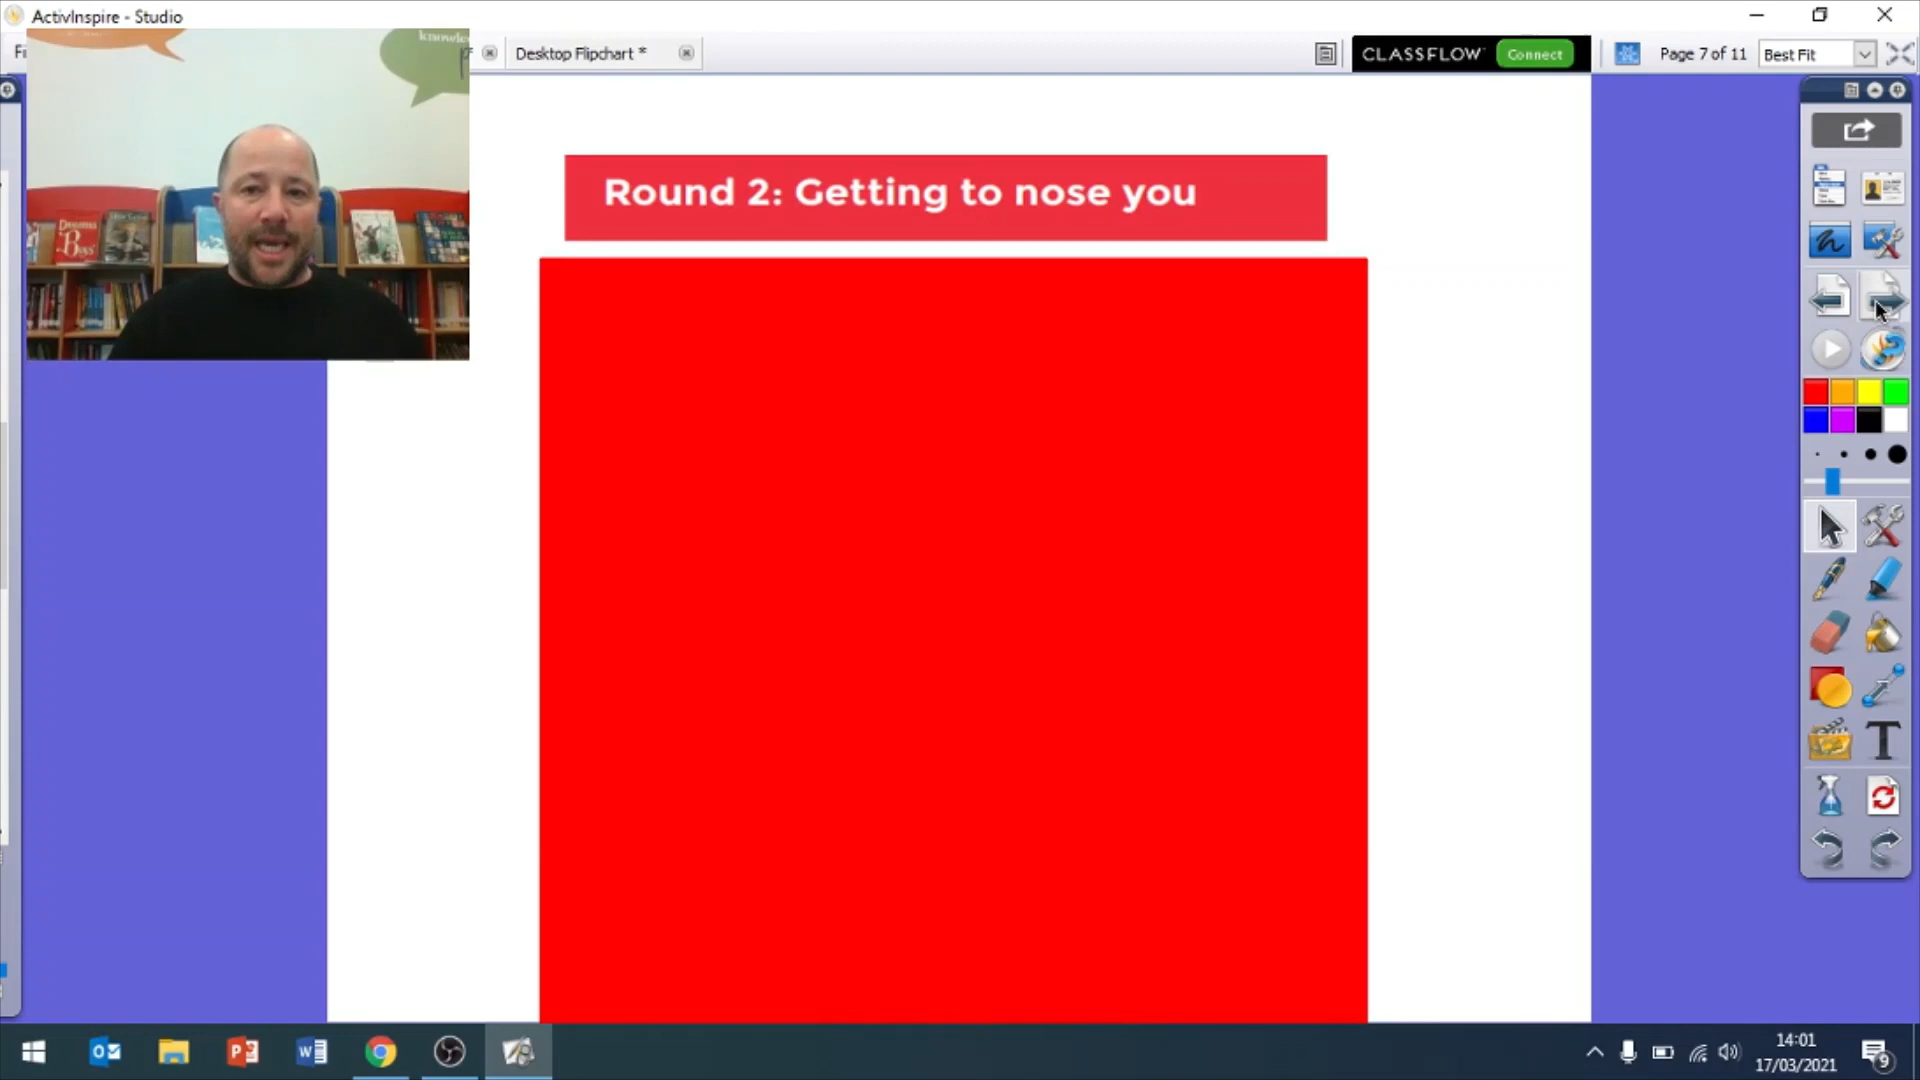 ActivInspire - Studio
Desktop Flipchart *
CLASSFLOW
Connect
Page 7 of 11
Best Fit
Round 2: Getting to nose you
T
14:01
17/03/2021
9